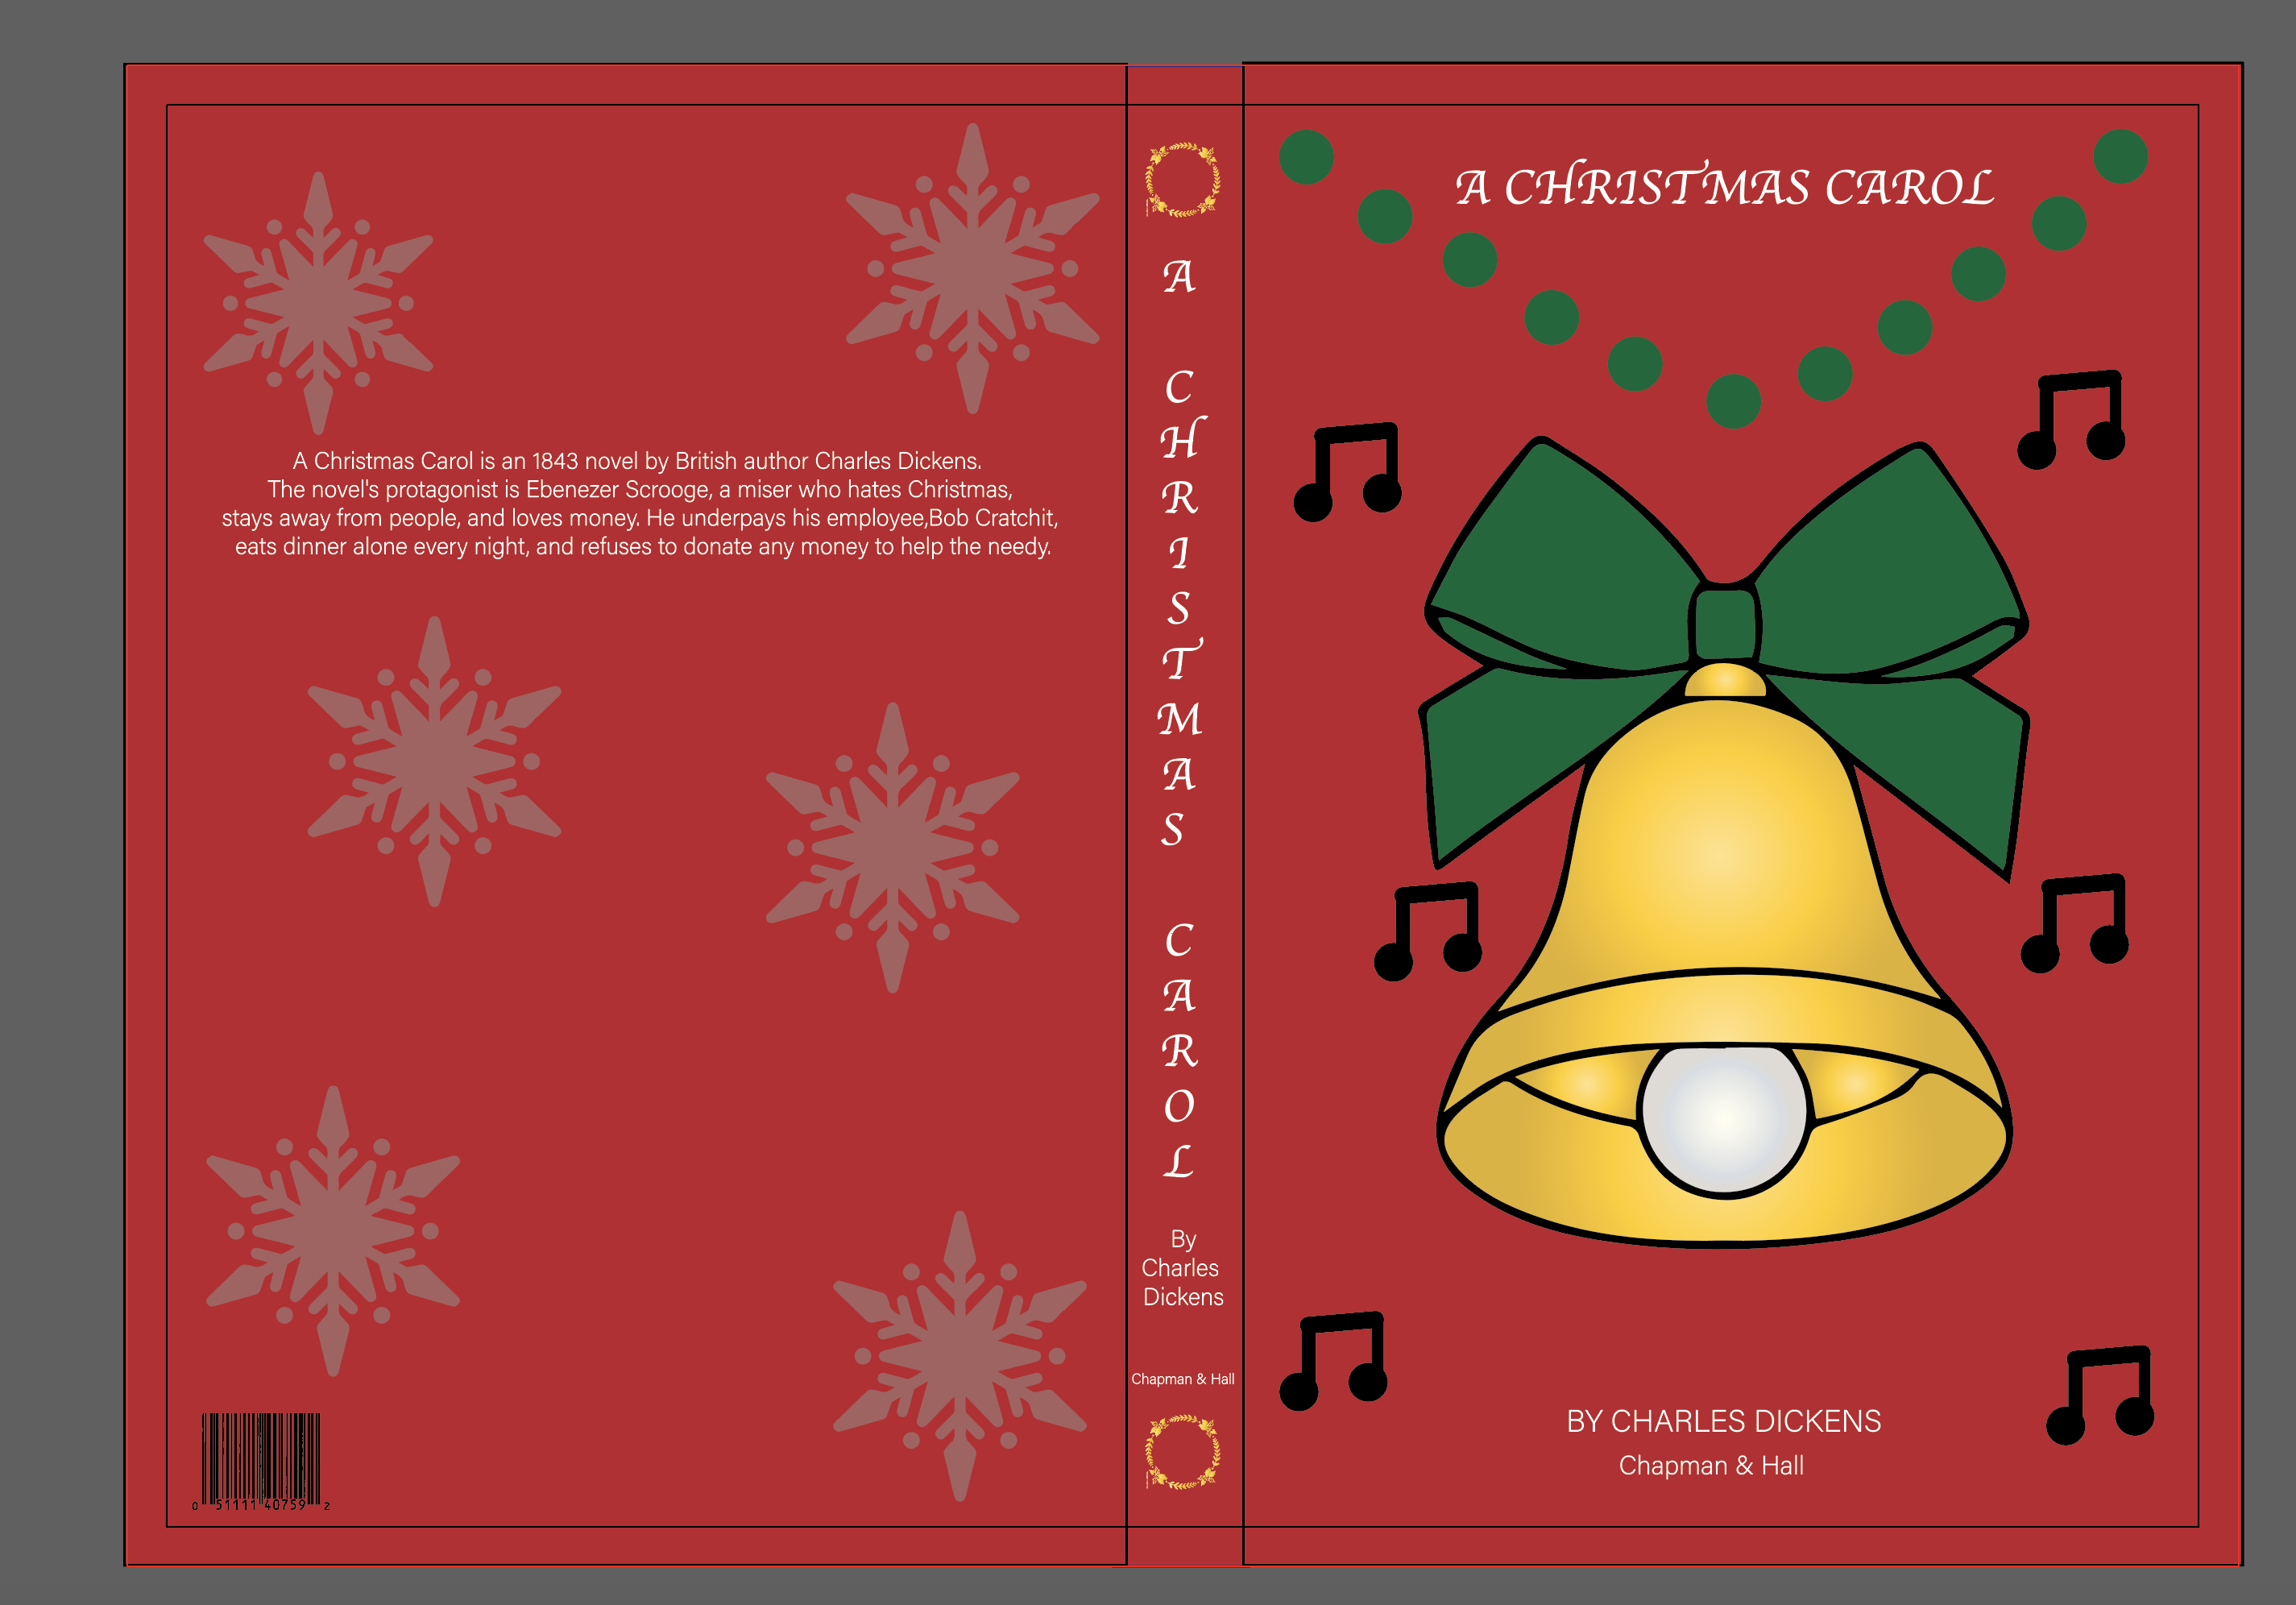 A Christmas Carol is an 1843 novel by British author Charles Dickens.
The novel's protagonist is Ebenezer Scrooge, a miser who hates Christmas,
stays away from people, and loves money. He underpays his employee,Bob Cratchit,
eats dinner alone every night, and refuses to donate any money to help the needy.
0 51111 40759 2
A
C
H
R
I
S
T
M
A
S
C
A
R
O
L
By
Charles
Dickens
Chapman & Hall
A CHRISTMAS CAROL
BY CHARLES DICKENS
Chapman & Hall